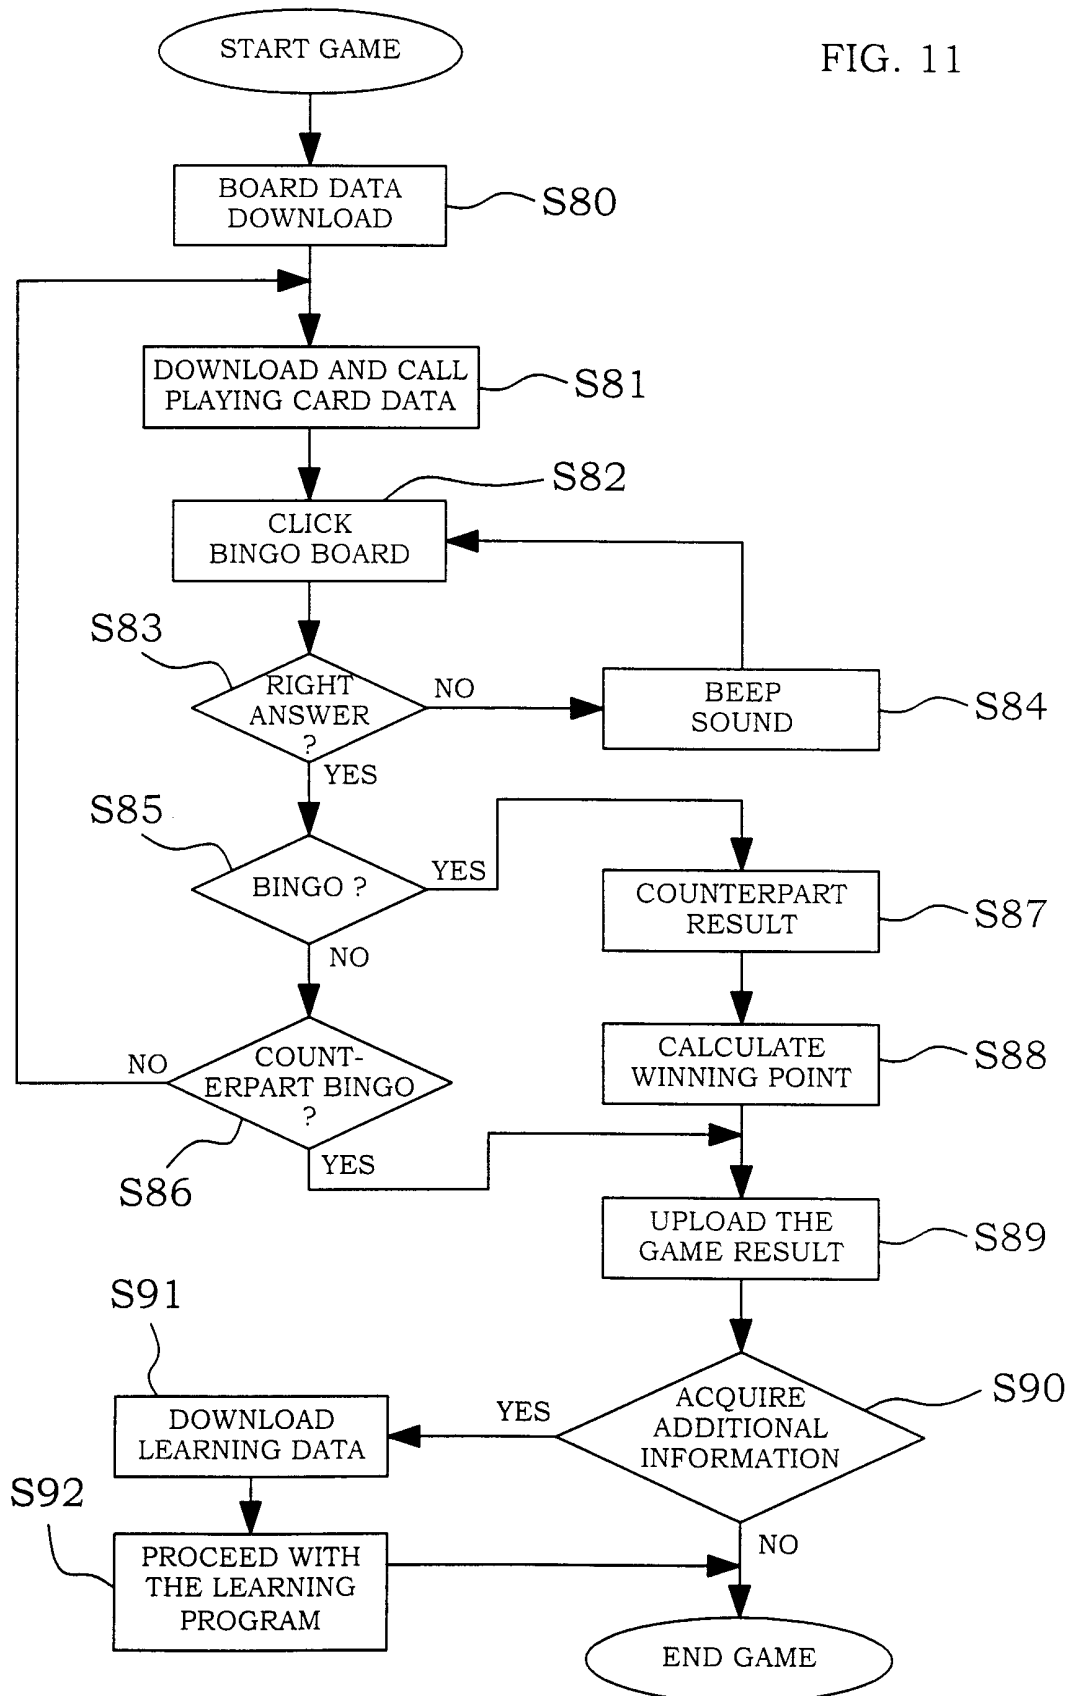 START GAME
FIG. 11
BOARD DATA
DOWNLOAD
S80
DOWNLOAD AND CALL
PLAYING CARD DATA
S81
S82
CLICK
BINGO BOARD
S83
RIGHT
ANSWER
?
NO
BEEP
SOUND
S84
YES
S85
BINGO ?
YES
COUNTERPART
RESULT
S87
NO
NO
COUNT-
ERPART BINGO
?
CALCULATE
WINNING POINT
S88
YES
S86
UPLOAD THE
GAME RESULT
S89
S91
DOWNLOAD
LEARNING DATA
YES
ACQUIRE
ADDITIONAL
INFORMATION
S90
S92
PROCEED WITH
THE LEARNING
PROGRAM
NO
END GAME